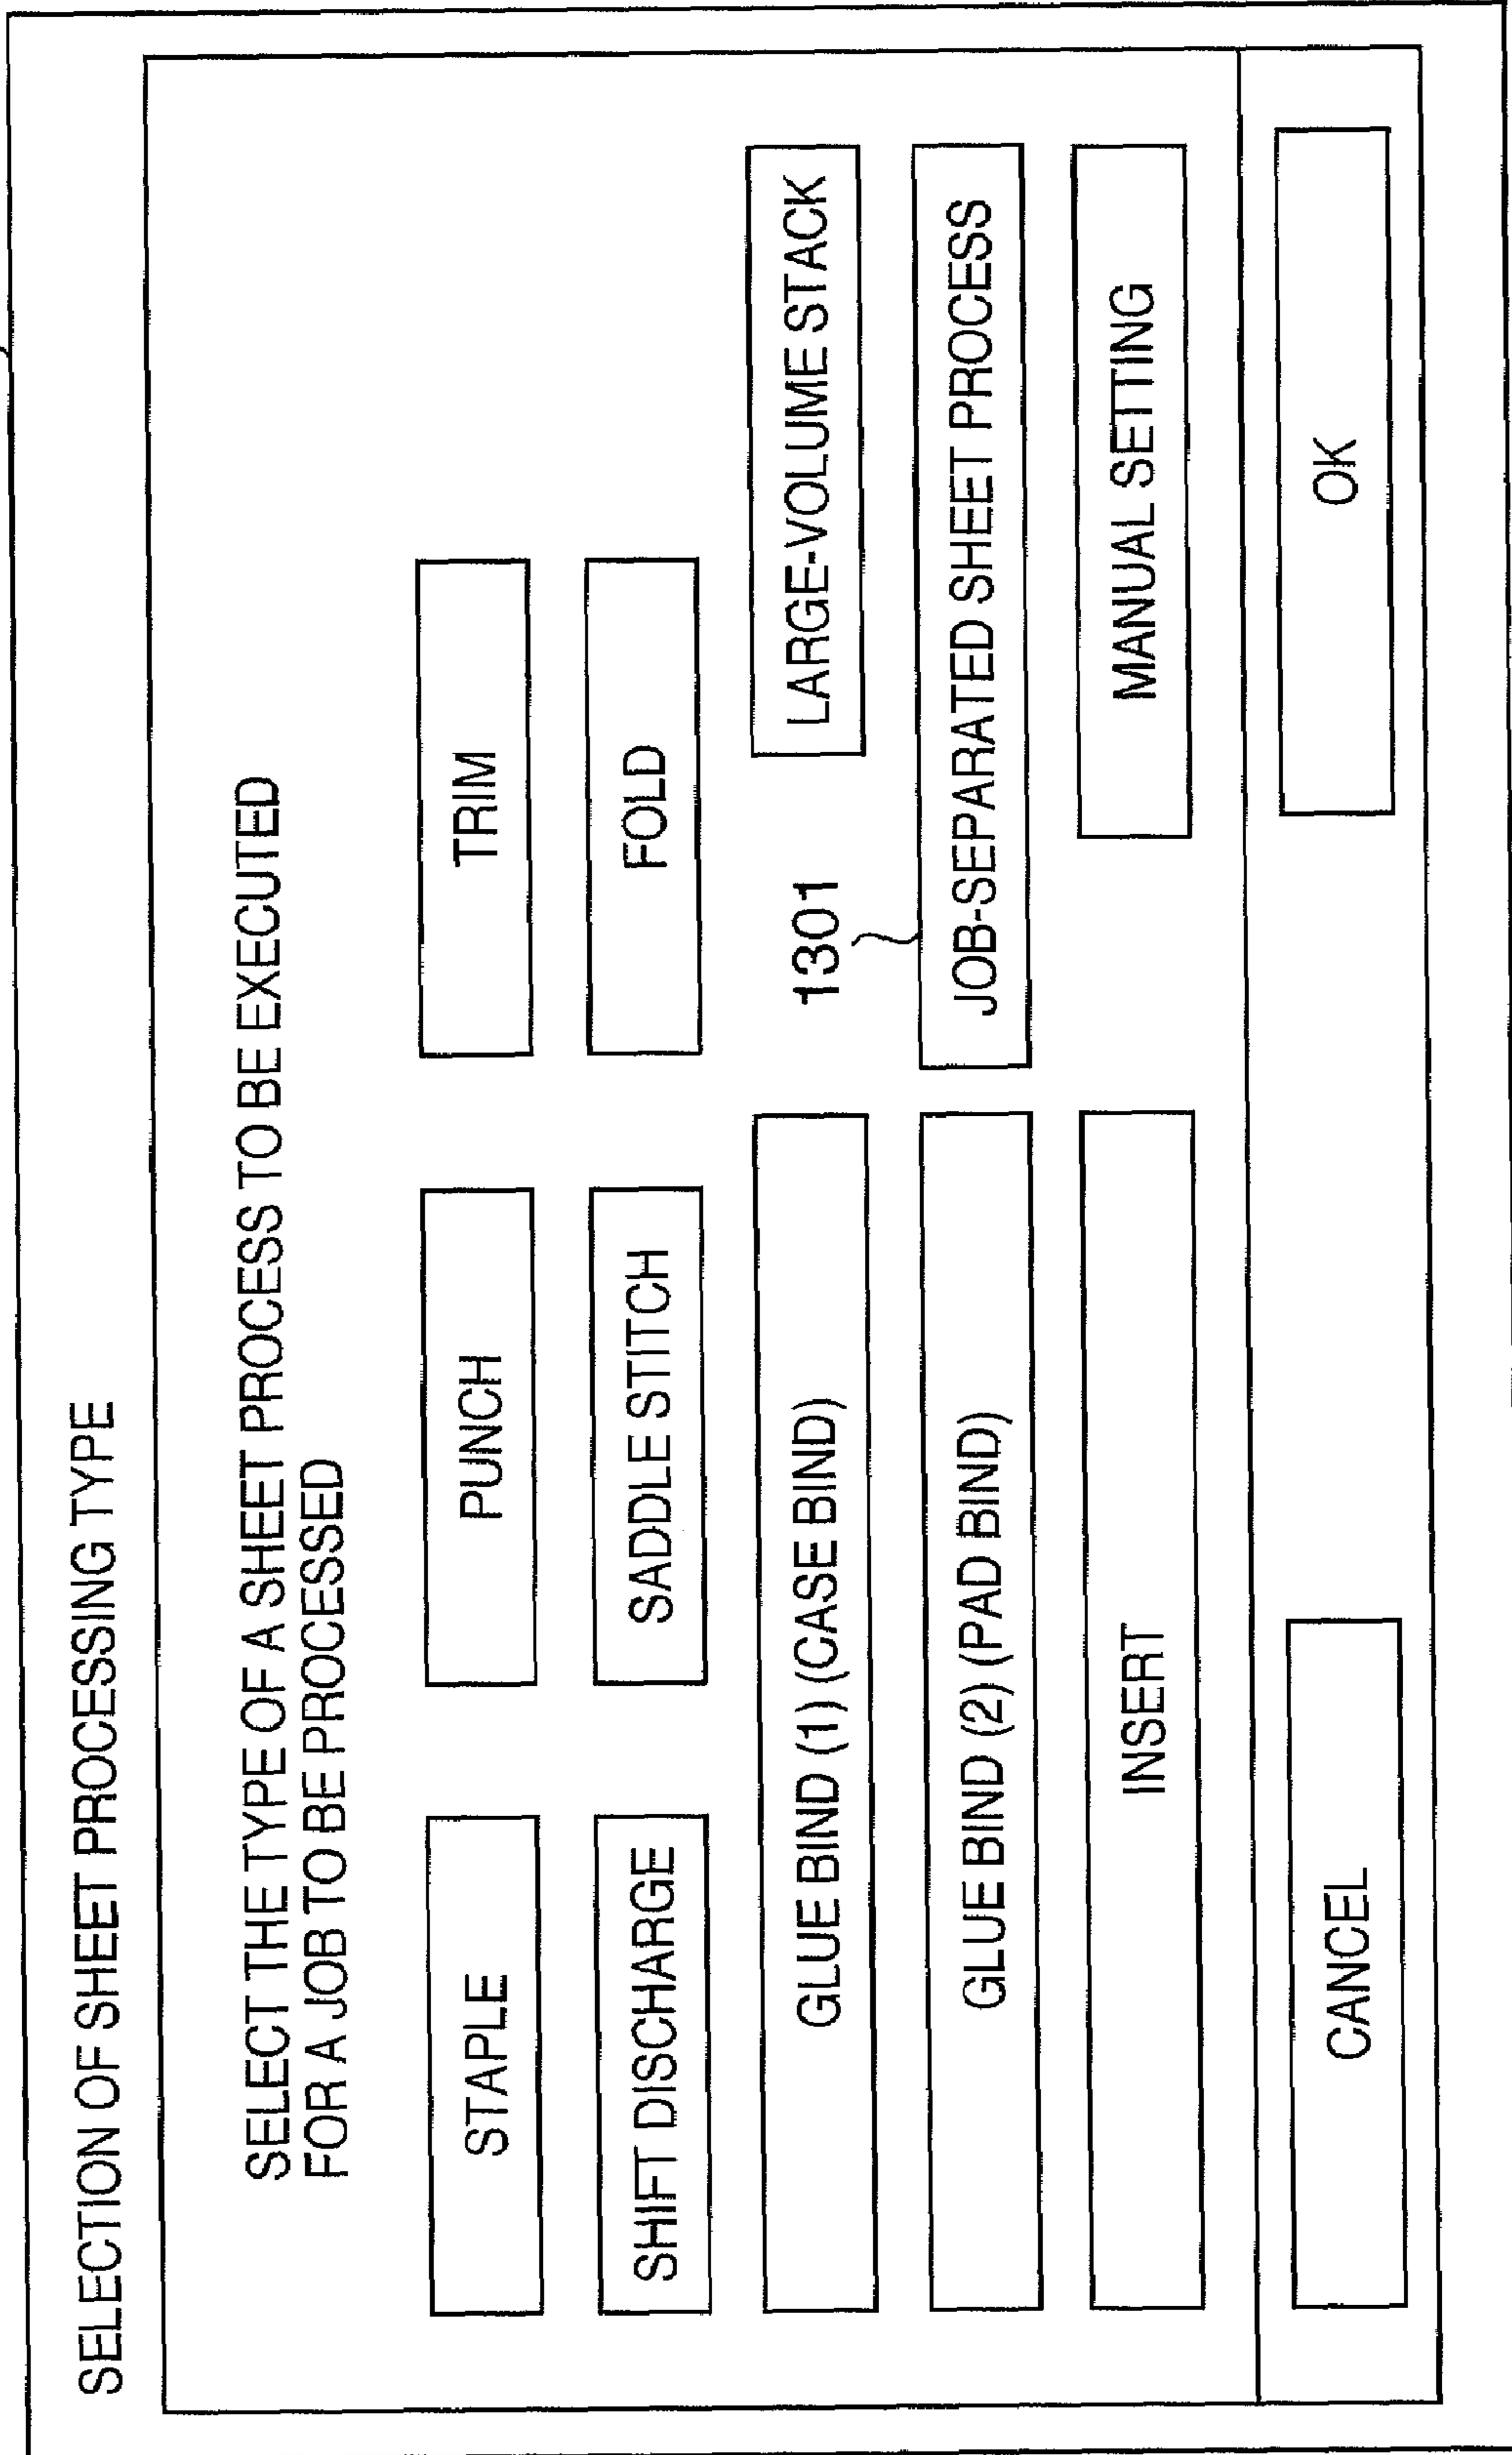 SELECTION OF SHEET PROCESSING TYPE
SELECT THE TYPE OF A SHEET PROCESS TO BE EXECUTED
FOR A JOB TO BE PROCESSED
STAPLE
PUNCH
TRIM
SHIFT DISCHARGE
SADDLE STITCH
FOLD
GLUE BIND (1) (CASE BIND)
LARGE-VOLUME STACK
1301
GLUE BIND (2) (PAD BIND)
JOB-SEPARATED SHEET PROCESS
INSERT
MANUAL SETTING
CANCEL
OK